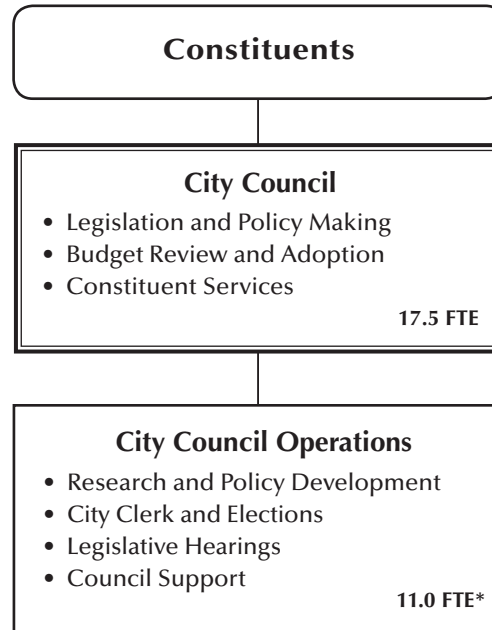 Constituents
City Council
• Legislation and Policy Making
• Budget Review and Adoption
• Constituent Services
17.5 FTE
City Council Operations
• Research and Policy Development
• City Clerk and Elections
• Legislative Hearings
• Council Support
11.0 FTE*